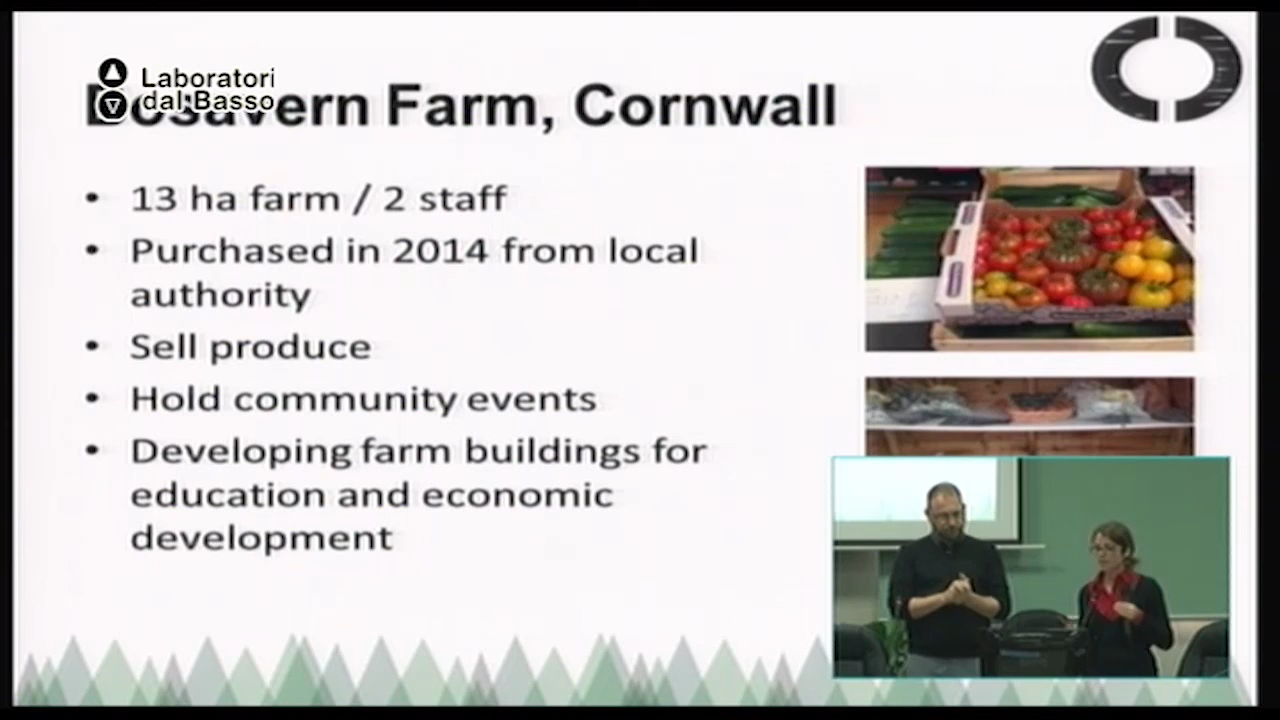 Laboratori
dal Basso
Bosavern Farm, Cornwall
• 13 ha farm / 2 staff
• Purchased in 2014 from local
authority
• Sell produce
• Hold community events
• Developing farm buildings for
education and economic
development